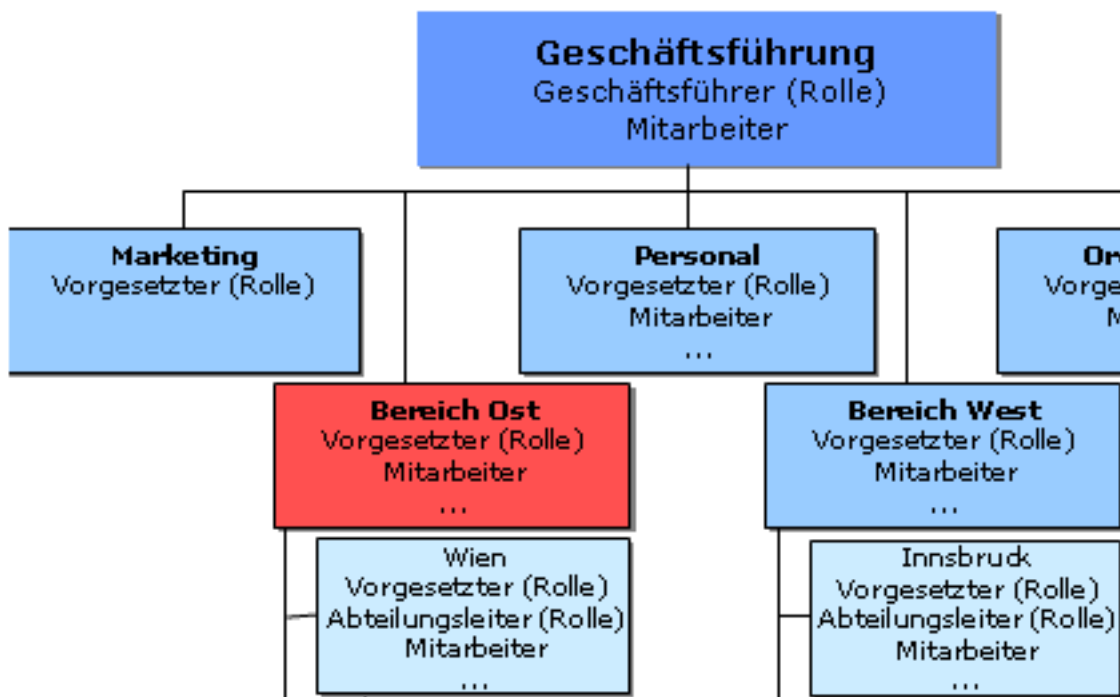 Geschäftsführung
Geschäftsführer (Rolle)
Mitarbeiter
Marketing
Vorgesetzter (Rolle)
Personal
Vorgesetzter (Rolle)
Mitarbeiter
...
Bereich Ost
Vorgesetzter (Rolle)
Mitarbeiter
...
Bereich West
Vorgesetzter (Rolle)
Mitarbeiter
...
Wien
Vorgesetzter (Rolle)
Abteilungsleiter (Rolle)
Mitarbeiter
...
Innsbruck
Vorgesetzter (Rolle)
Abteilungsleiter (Rolle)
Mitarbeiter
...